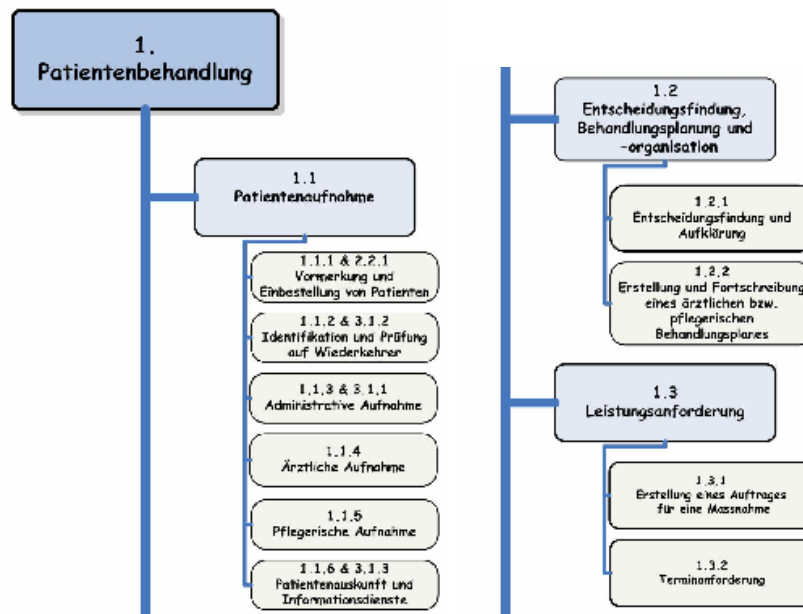 1.
Patientenbehandlung
1.1
Patientenaufnahme
1.1.1 & 2.2.1
Vormerkung und
Einbestellung von Patienten
1.1.2 & 3.1.2
Identifikation und Prüfung
auf Wiederkehrer
1.1.3 & 3.1.1
Administrative Aufnahme
1.1.4
Ärztliche Aufnahme
1.1.5
Pflegerische Aufnahme
1.1.6 & 3.1.3
Patientenauskunft und
Informationsdienste
1.2
Entscheidungsfindung,
Behandlungsplanung und
-organisation
1.2.1
Entscheidungsfindung und
Aufklärung
1.2.2
Erstellung und Fortschreibung
eines ärztlichen bzw.
pflegerischen
Behandlungsplanes
1.3
Leistungsanforderung
1.3.1
Erstellung eines Auftrages
für eine Massnahme
1.3.2
Terminanforderung